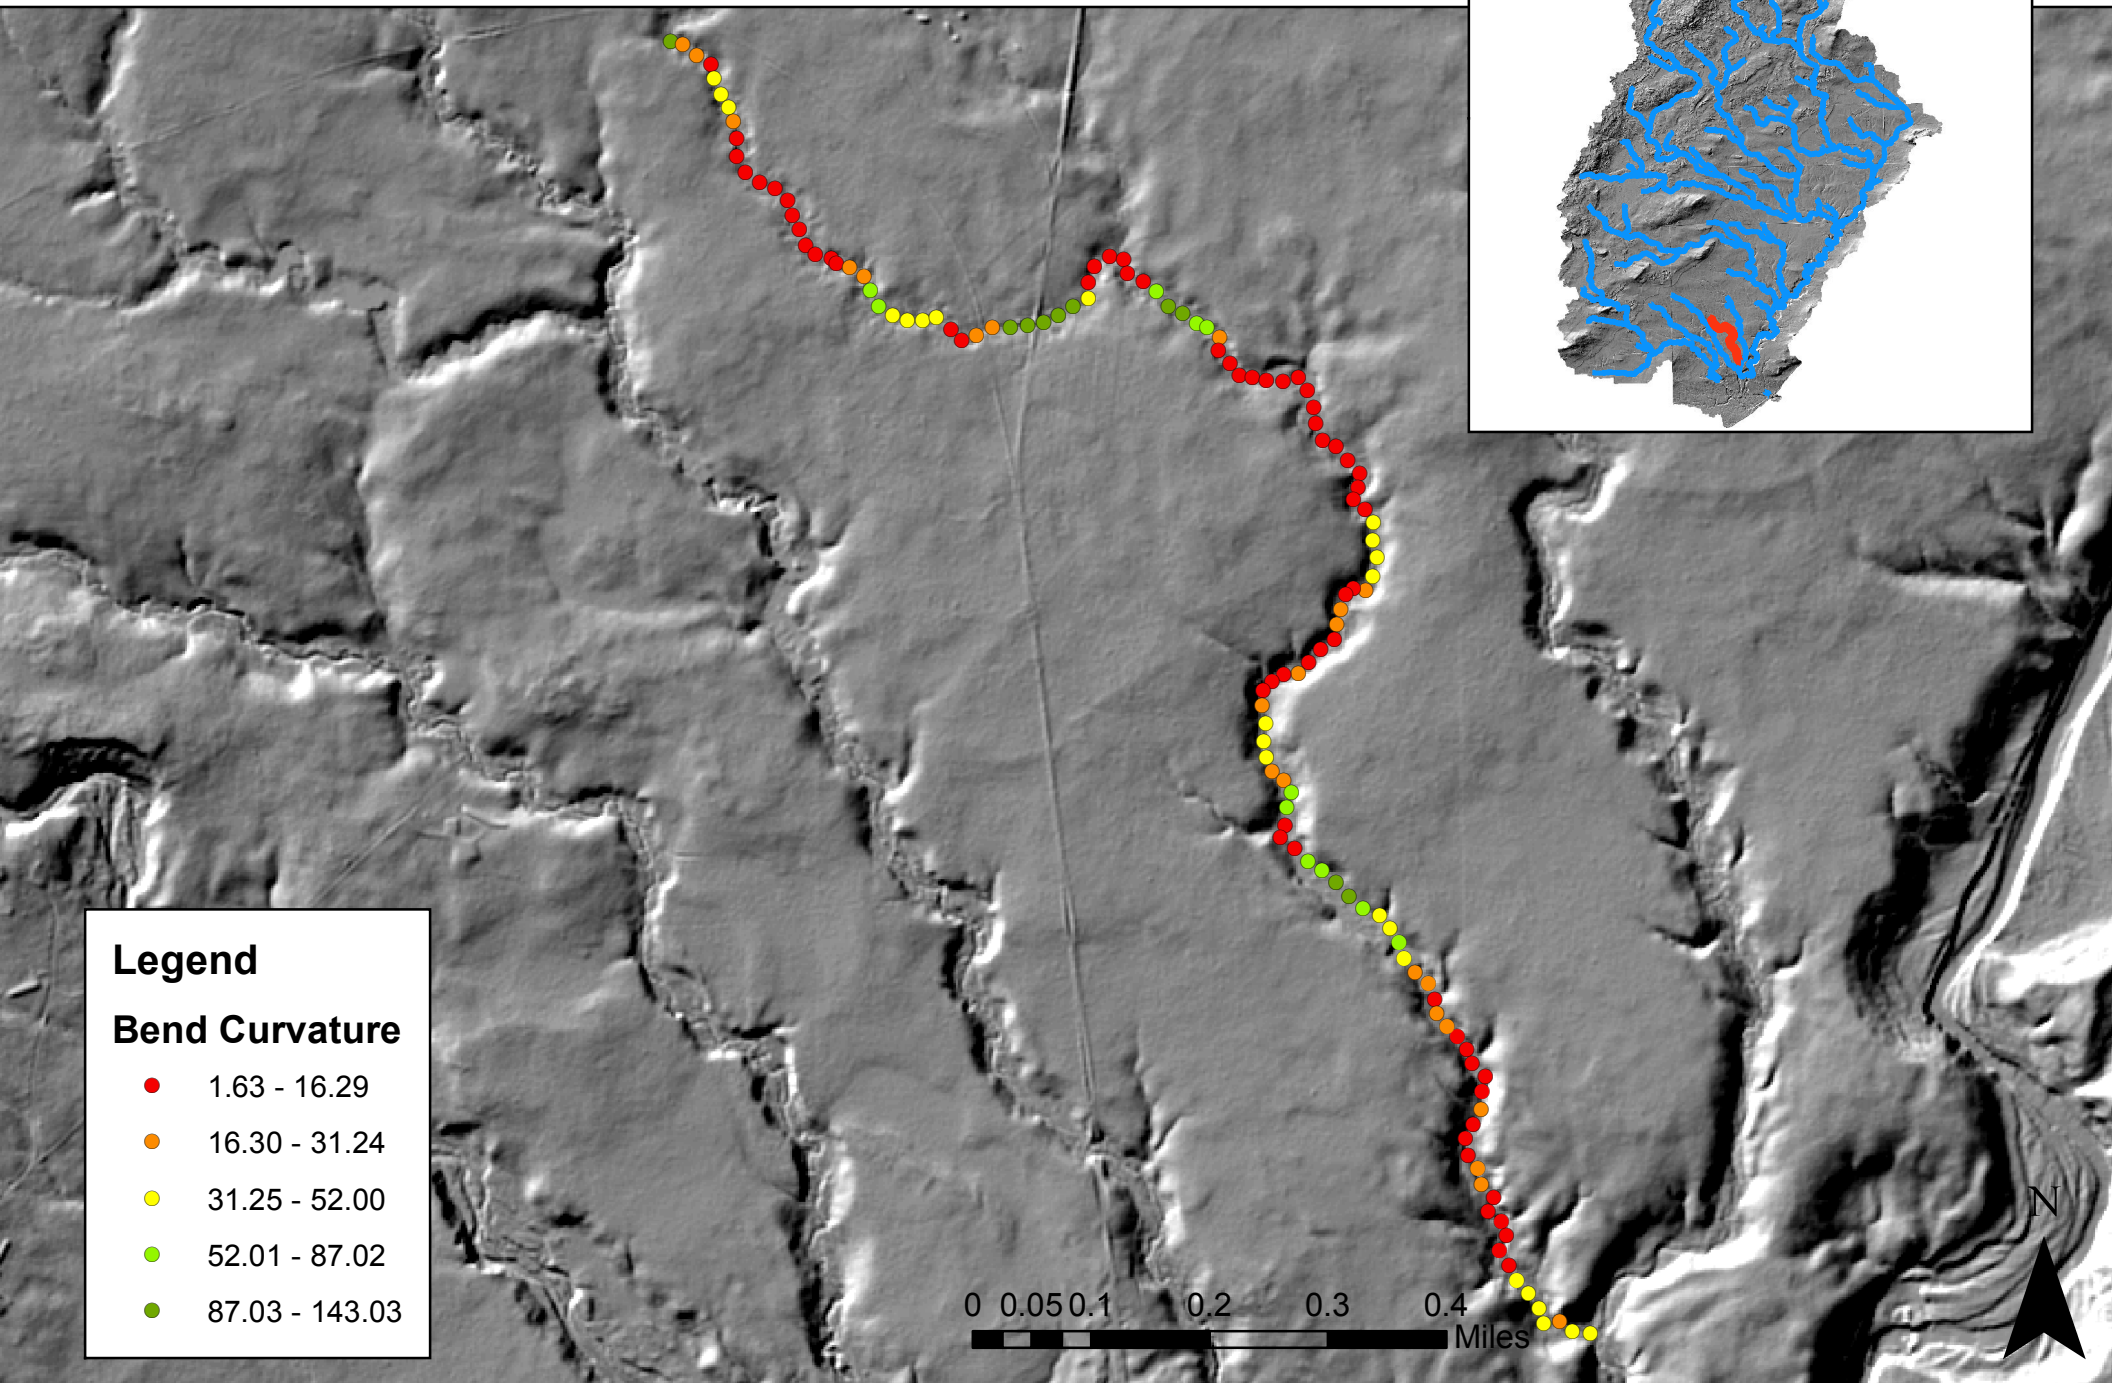 Legend
Bend Curvature
1.63 - 16.29
16.30 - 31.24
31.25 - 52.00
52.01 - 87.02
87.03 - 143.03
0 0.05 0.1 0.2 0.3 0.4
Miles
N